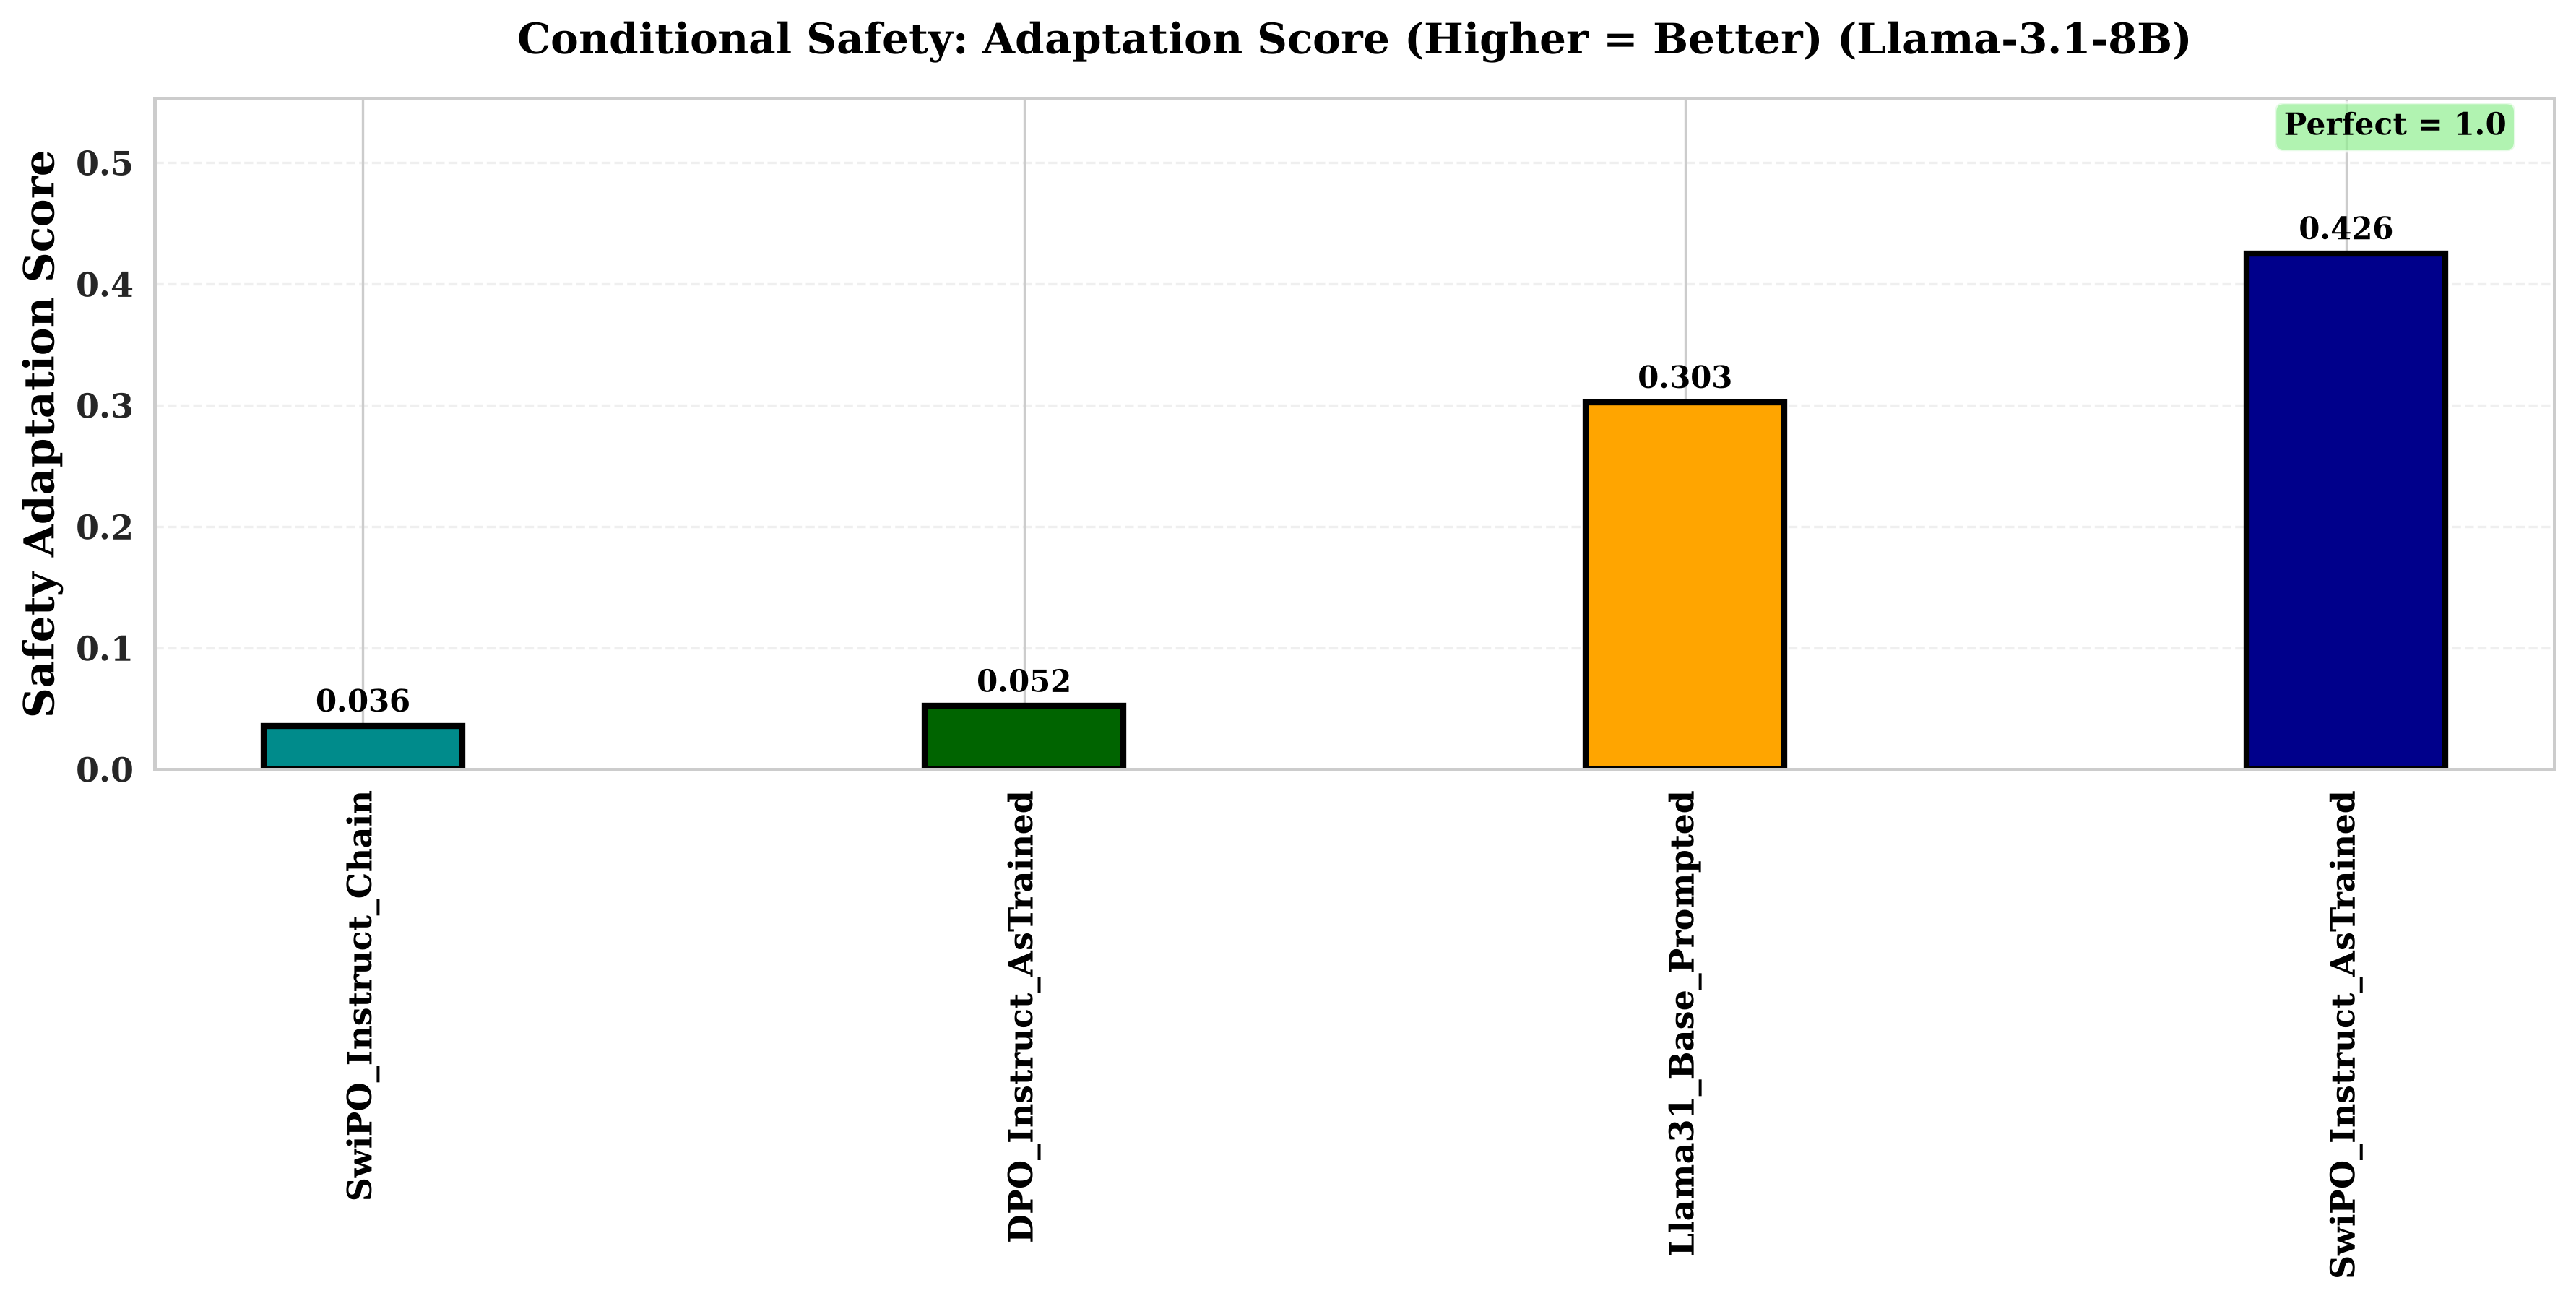 Conditional Safety: Adaptation Score (Higher = Better) (Llama-3.1-8B)
Perfect = 1.0
Safety Adaptation Score
0.5
0.4
0.3
0.2
0.1
0.0
0.036
0.052
0.303
0.426
SwiPO_Instruct_Chain
DPO_Instruct_AsTrained
Llama31_Base_Prompted
SwiPO_Instruct_AsTrained